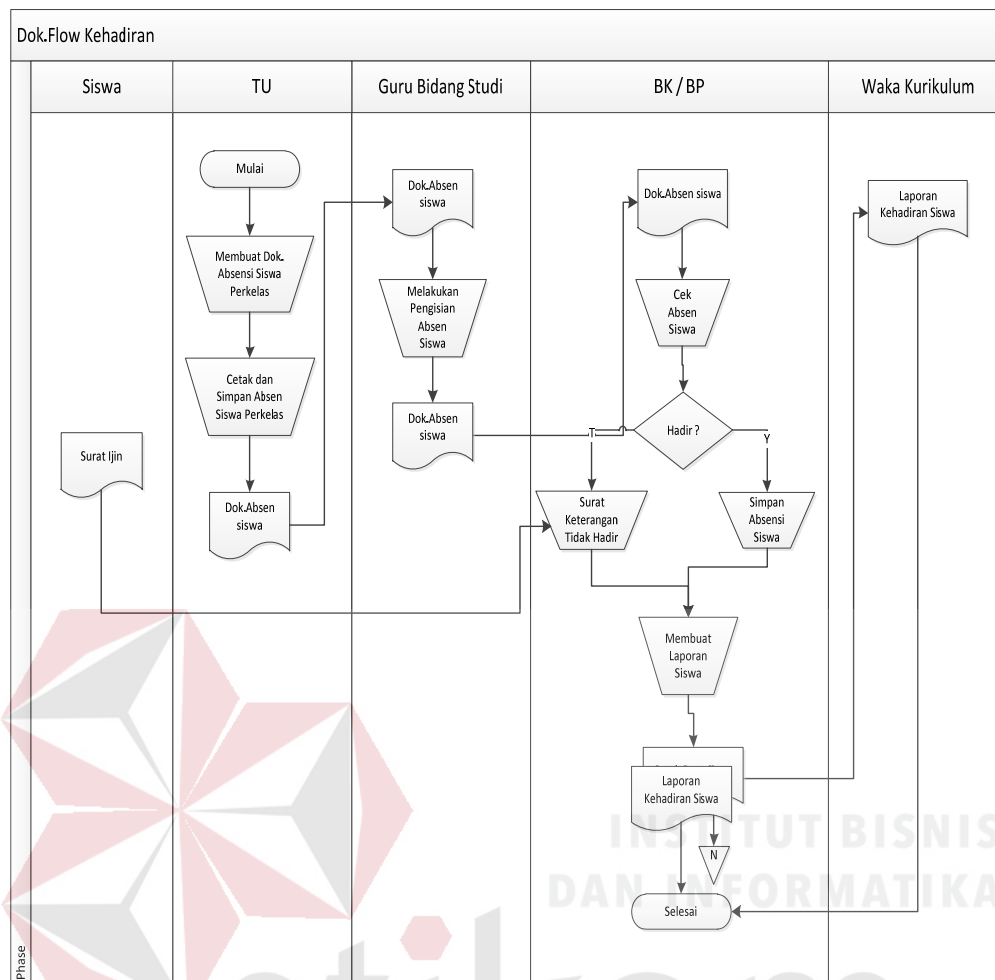 Dok.Flow Kehadiran
Siswa
TU
Guru Bidang Studi
BK / BP
Waka Kurikulum
Mulai
Membuat Dok.
Absensi Siswa
Perkelas
Cetak dan
Simpan Absen
Siswa Perkelas
Dok.Absen
siswa
Surat Ijin
Dok.Absen
siswa
Melakukan
Pengisian
Absen
Siswa
Dok.Absen
siswa
Dok.Absen siswa
Cek
Absen
Siswa
Hadir ?
T
Y
Surat
Keterangan
Tidak Hadir
Simpan
Absensi
Siswa
Membuat
Laporan
Siswa
Laporan
Kehadiran Siswa
N
Selesai
Laporan
Kehadiran Siswa
Phase
INSTITUT BISNIS
DAN INFORMATIKA